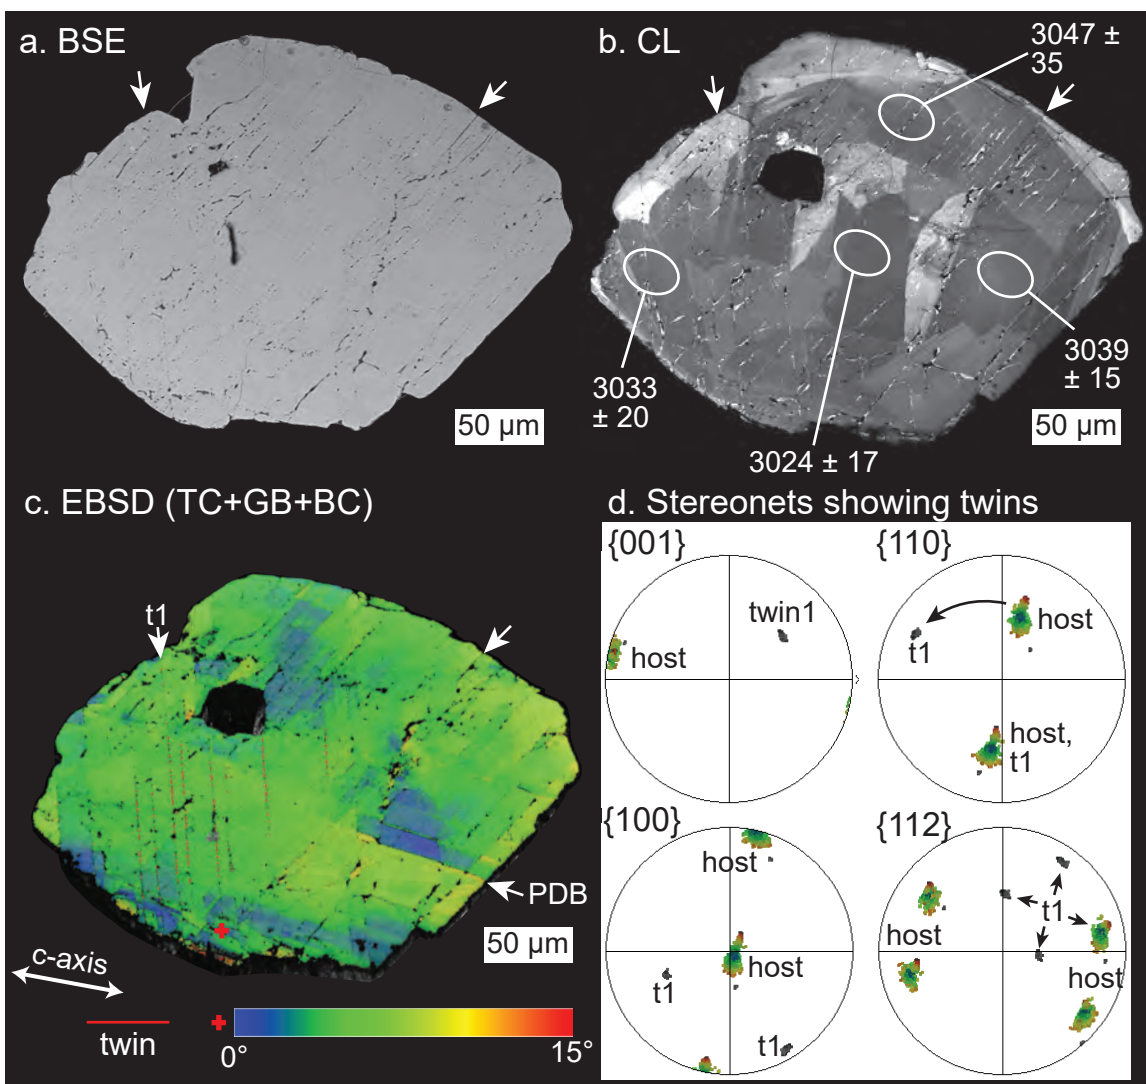 a. BSE
50 µm
b. CL
3047 ±
35
3033
± 20
3024 ± 17
3039
± 15
50 µm
c. EBSD (TC+GB+BC)
t1
PDB
50 µm
c-axis
twin
0°
15°
d. Stereonets showing twins
{001}
twin1
host
{110}
host
t1
host,
t1
{100}
host
host
t1
t1
{112}
t1
host
host